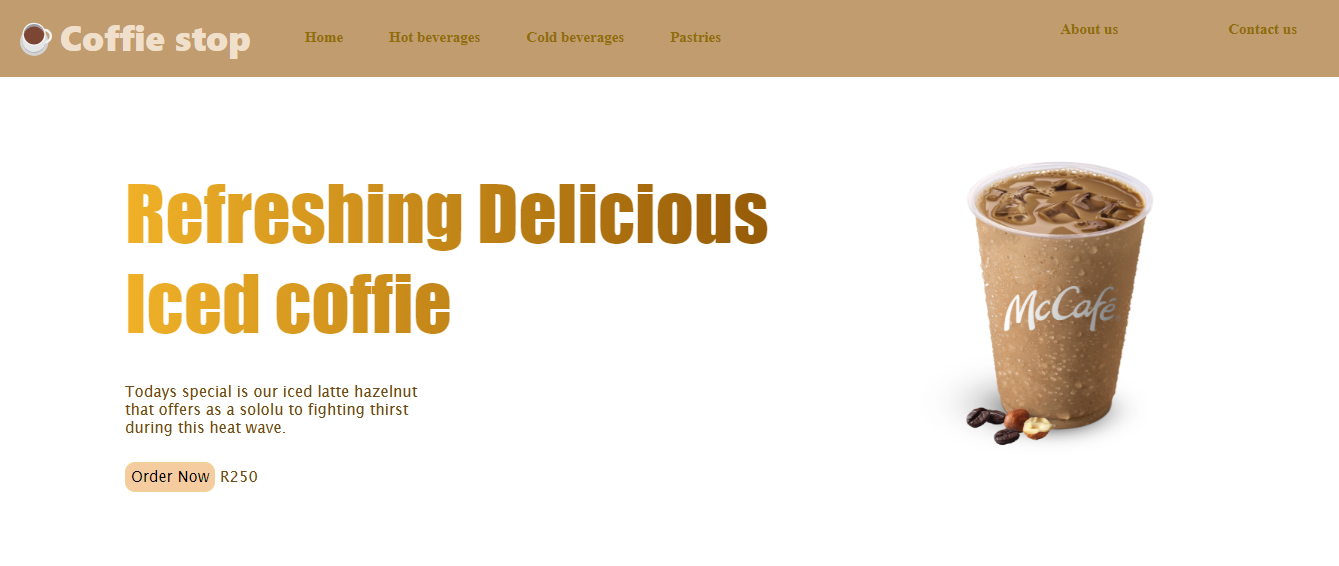 Coffie stop
Home Hot beverages Cold beverages Pastries About us Contact us
Refreshing Delicious
Iced coffie
McCafé
Todays special is our iced latte hazelnut
that offers as a sololu to fighting thirst
during this heat wave.
Order Now R250